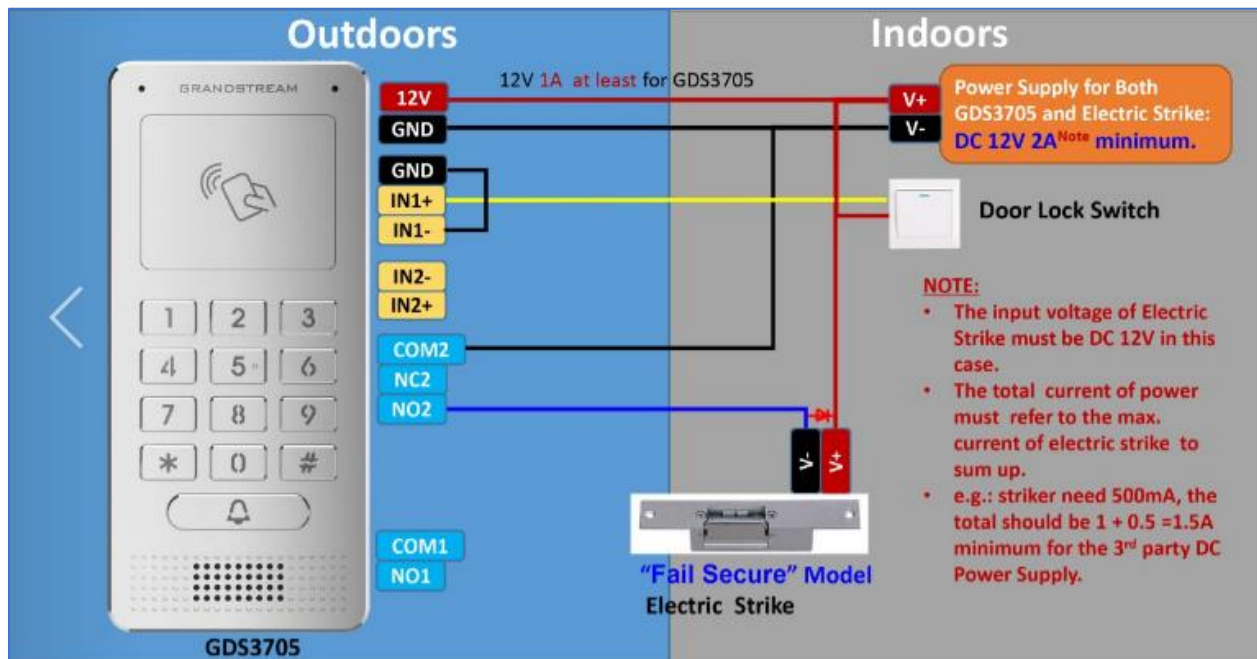 Outdoors
Indoors
GRANDSTREAM
12V 1A at least for GDS3705
12V
GND
GND
IN1+
IN1-
IN2-
IN2+
COM2
NC2
NO2
COM1
NO1
V+
V-
Power Supply for Both
GDS3705 and Electric Strike:
DC 12V 2ANote minimum.
Door Lock Switch
NOTE:
• The input voltage of Electric
Strike must be DC 12V in this
case.
• The total current of power
must refer to the max.
current of electric strike to
sum up.
• e.g.: striker need 500mA, the
total should be 1 + 0.5 =1.5A
minimum for the 3rd party DC
Power Supply.
1 2 3
4 5 6
7 8 9
* 0 #
V- V+
“Fail Secure” Model
Electric Strike
GDS3705